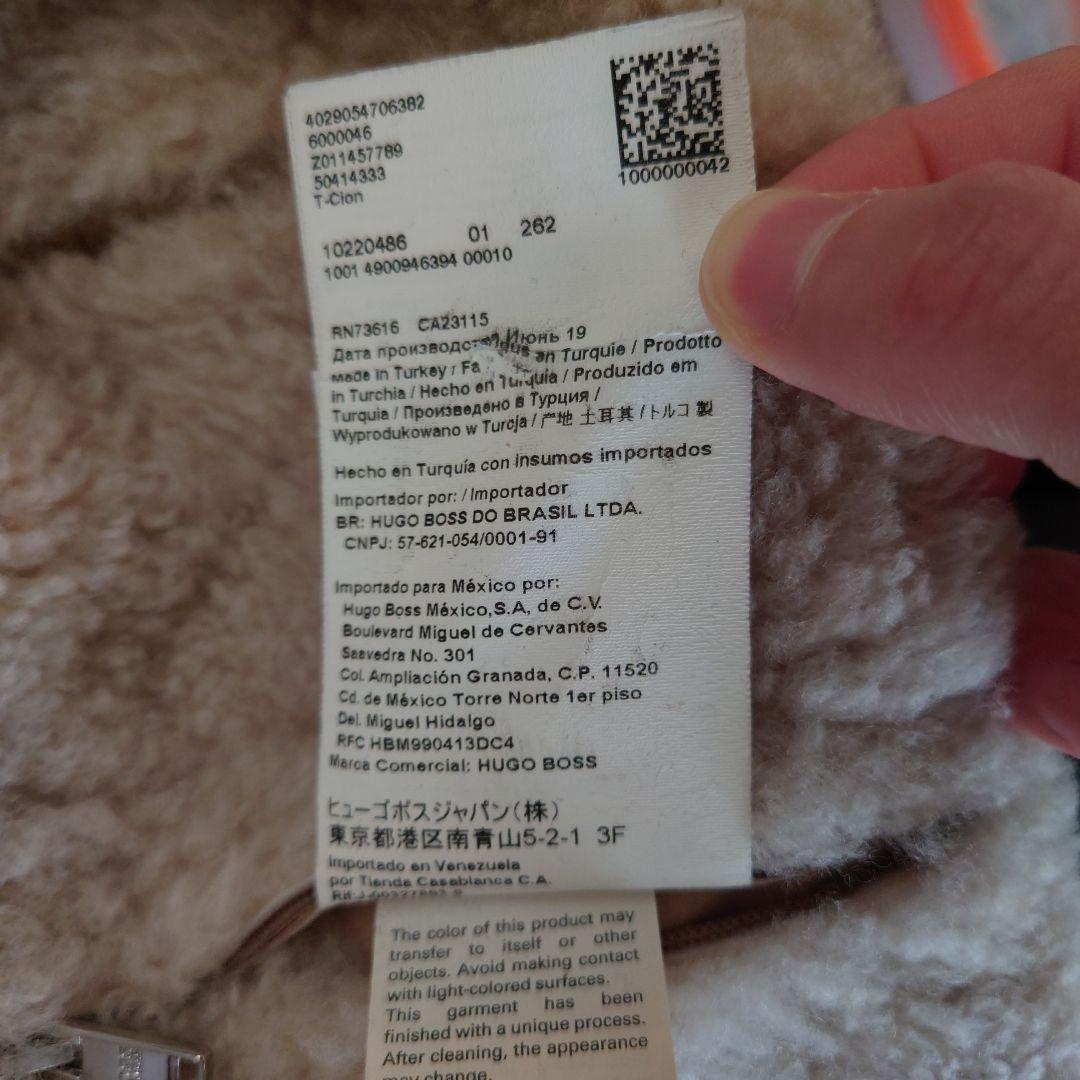 4029054706382
6000046
Z011457789
50414333
T-Clon
1000000042
10220486 01 262
1001 4900946394 00010
RN73616 CA23115
Дата производст Июнь 19
made in Turkey / Fa en Turquie / Prodotto
in Turchia / Hecho en Turquía / Produzido em
Turquia / Произведено в Турция /
Wyprodukowano w Turcja / 产地 土耳其 / トルコ 製
Hecho en Turquía con insumos importados
Importador por: / Importador
BR: HUGO BOSS DO BRASIL LTDA.
CNPJ: 57-621-054/0001-91
Importado para México por:
Hugo Boss México,S.A, de C.V.
Boulevard Miguel de Cervantes
Saavedra No. 301
Col. Ampliación Granada, C.P. 11520
Cd. de México Torre Norte 1er piso
Del. Miguel Hidalgo
RFC HBM990413DC4
Marca Comercial: HUGO BOSS
ヒューゴボスジャパン(株)
東京都港区南青山5-2-1 3F
Importado en Venezuela
por Tienda Casablanca C.A.
The color of this product may
transfer to itself or other
objects. Avoid making contact
with light-colored surfaces.
This garment has been
finished with a unique process.
After cleaning, the appearance
may change.